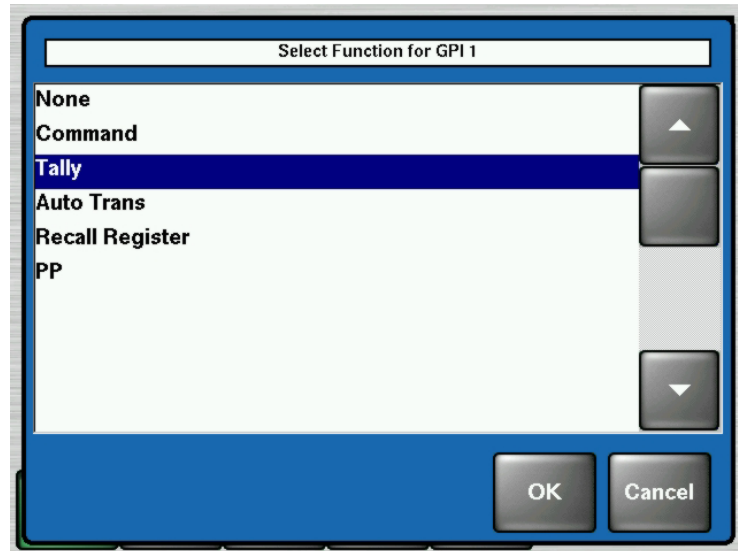 Select Function for GPI 1
None
Command
Tally
Auto Trans
Recall Register
PP
OK
Cancel